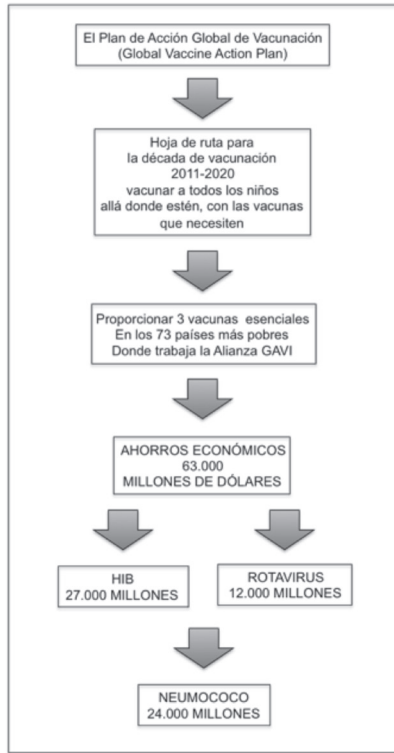 El Plan de Acción Global de Vacunación
(Global Vaccine Action Plan)
Hoja de ruta para
la década de vacunación
2011-2020
vacunar a todos los niños
allá donde estén, con las vacunas
que necesiten
Proporcionar 3 vacunas esenciales
En los 73 países más pobres
Donde trabaja la Alianza GAVI
AHORROS ECONÓMICOS
63.000
MILLONES DE DÓLARES
HIB
27.000 MILLONES
ROTAVIRUS
12.000 MILLONES
NEUMOCOCO
24.000 MILLONES